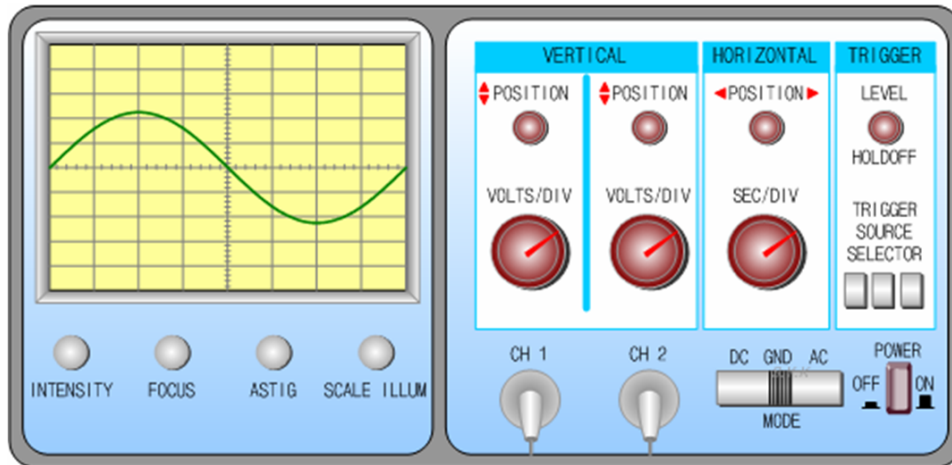 VERTICAL
HORIZONTAL
TRIGGER
POSITION
POSITION
POSITION
LEVEL
HOLDOFF
VOLTS/DIV
VOLTS/DIV
SEC/DIV
TRIGGER
SOURCE
SELECTOR
INTENSITY
FOCUS
ASTIG
SCALE ILLUM
CH 1
CH 2
DC GND AC
MODE
POWER
OFF
ON